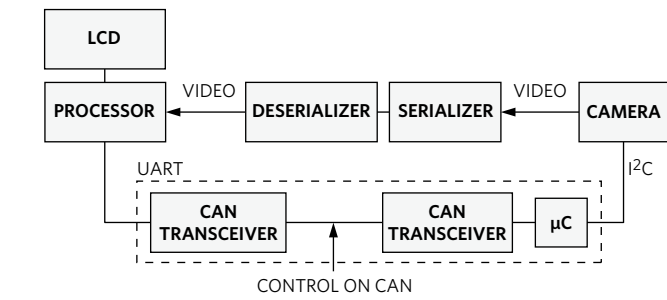 LCD
PROCESSOR
VIDEO
DESERIALIZER
SERIALIZER
VIDEO
CAMERA
UART
I²C
CAN
TRANSCEIVER
CAN
TRANSCEIVER
µC
CONTROL ON CAN